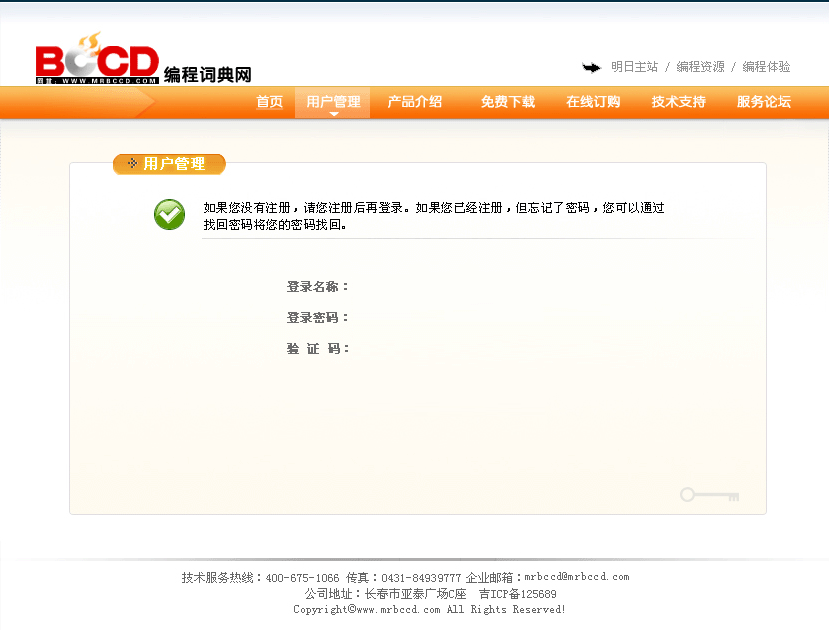 BCCD 编程词典网
网址：WWW.MRBCCD.COM
明日主站 / 编程资源 / 编程体验
首页 用户管理 产品介绍 免费下载 在线订购 技术支持 服务论坛
用户管理
如果您没有注册，请您注册后再登录。如果您已经注册，但忘记了密码，您可以通过
找回密码将您的密码找回。
登录名称：
登录密码：
验 证 码：
技术服务热线：400-675-1066 传真：0431-84939777 企业邮箱：mrbccd@mrbccd.com
公司地址：长春市亚泰广场C座 吉ICP备125689
Copyright©www.mrbccd.com All Rights Reserved!